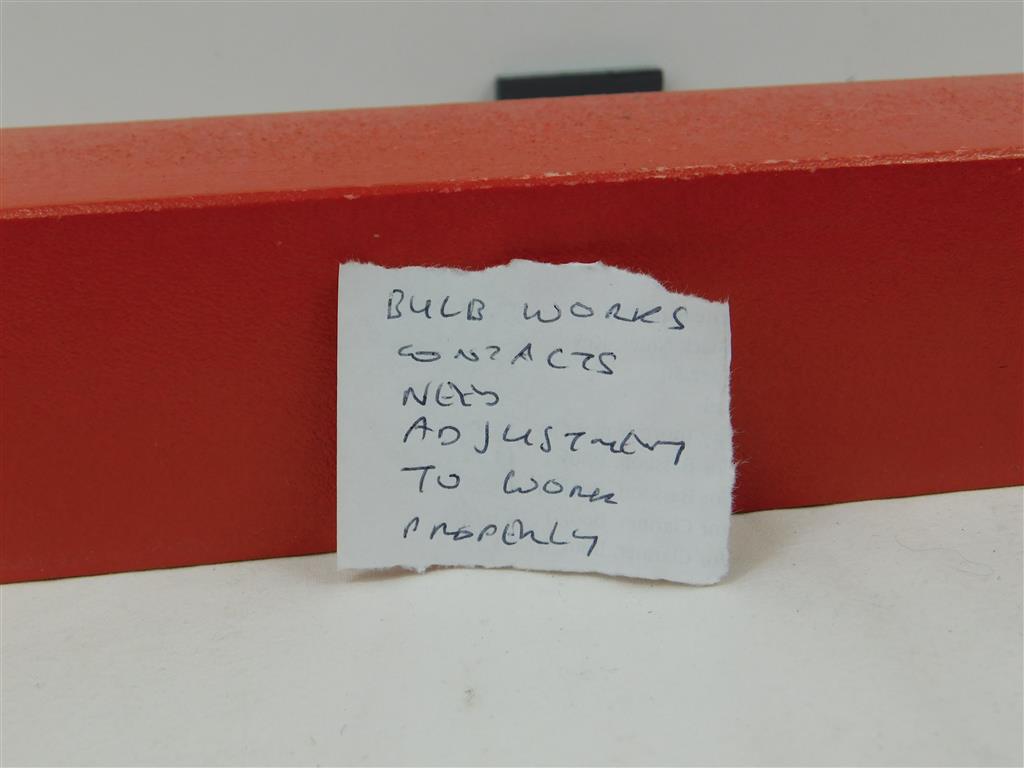 BULB WORKS
CONTACTS
NEED
ADJUSTMENT
TO WORK
PROPERLY